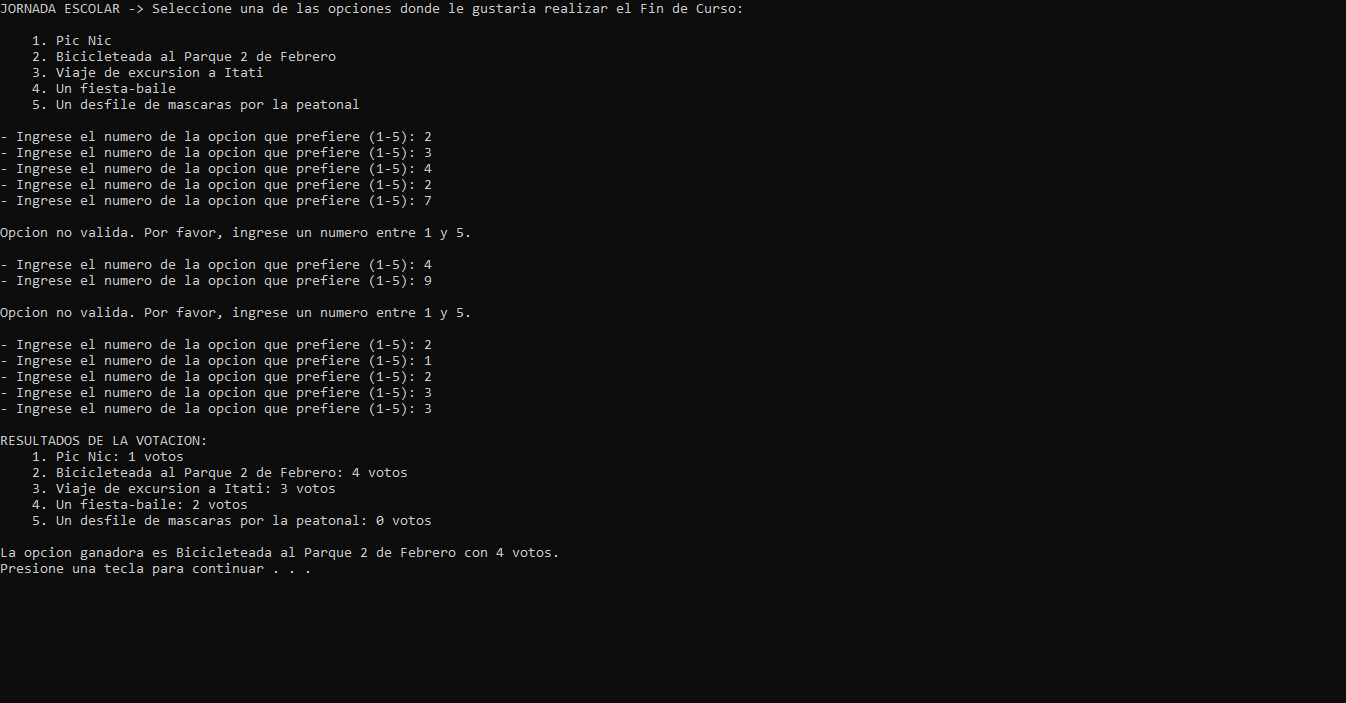 JORNADA ESCOLAR -> Seleccione una de las opciones donde le gustaria realizar el Fin de Curso:
1. Pic Nic
2. Bicicleteada al Parque 2 de Febrero
3. Viaje de excursion a Itati
4. Un fiesta-baile
5. Un desfile de mascaras por la peatonal
- Ingrese el numero de la opcion que prefiere (1-5): 2
- Ingrese el numero de la opcion que prefiere (1-5): 3
- Ingrese el numero de la opcion que prefiere (1-5): 4
- Ingrese el numero de la opcion que prefiere (1-5): 2
- Ingrese el numero de la opcion que prefiere (1-5): 7
Opcion no valida. Por favor, ingrese un numero entre 1 y 5.
- Ingrese el numero de la opcion que prefiere (1-5): 4
- Ingrese el numero de la opcion que prefiere (1-5): 9
Opcion no valida. Por favor, ingrese un numero entre 1 y 5.
- Ingrese el numero de la opcion que prefiere (1-5): 2
- Ingrese el numero de la opcion que prefiere (1-5): 1
- Ingrese el numero de la opcion que prefiere (1-5): 2
- Ingrese el numero de la opcion que prefiere (1-5): 3
- Ingrese el numero de la opcion que prefiere (1-5): 3
RESULTADOS DE LA VOTACION:
1. Pic Nic: 1 votos
2. Bicicleteada al Parque 2 de Febrero: 4 votos
3. Viaje de excursion a Itati: 3 votos
4. Un fiesta-baile: 2 votos
5. Un desfile de mascaras por la peatonal: 0 votos
La opcion ganadora es Bicicleteada al Parque 2 de Febrero con 4 votos.
Presione una tecla para continuar . . .